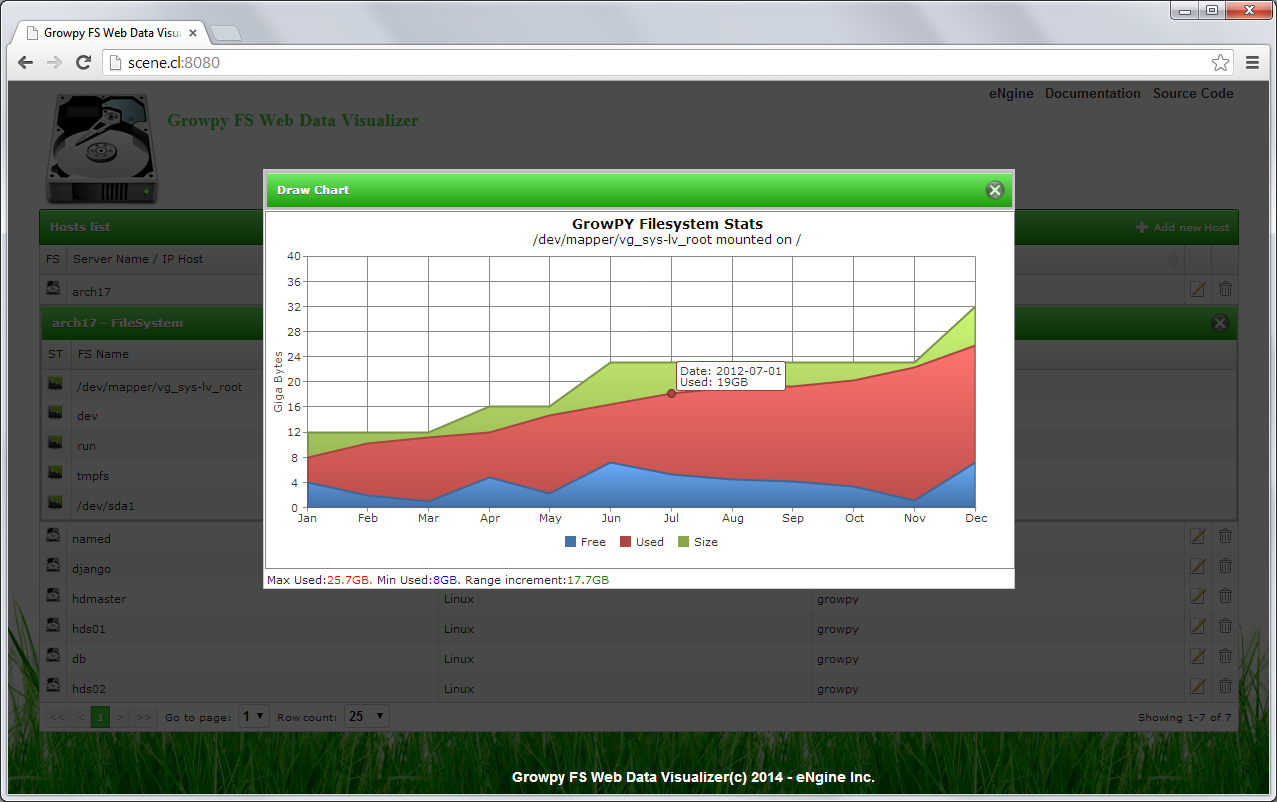 Growpy FS Web Data Visu
scene.cl:8080
eNgine Documentation Source Code
Growpy FS Web Data Visualizer
Hosts list
Add new Host
FS Server Name / IP Host
arch17
arch17 - FileSystem
ST FS Name
/dev/mapper/vg_sys-lv_root
dev
run
tmpfs
/dev/sda1
Draw Chart
GrowPY Filesystem Stats
/dev/mapper/vg_sys-lv_root mounted on /
Giga Bytes
40
36
32
28
24
20
16
12
8
4
0
Date: 2012-07-01
Used: 19GB
Jan Feb Mar Apr May Jun Jul Aug Sep Oct Nov Dec
Free Used Size
Max Used:25.7GB. Min Used:8GB. Range increment:17.7GB
named
django
hdmaster Linux growpy
hds01 Linux growpy
db Linux growpy
hds02 Linux growpy
<< < 1 > >> Go to page: 1 Row count: 25 Showing 1-7 of 7
Growpy FS Web Data Visualizer(c) 2014 - eNgine Inc.